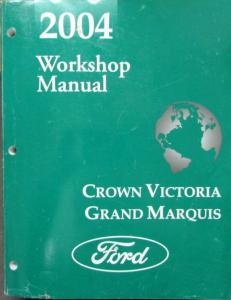 2004
Workshop
Manual
CROWN VICTORIA
GRAND MARQUIS
Ford